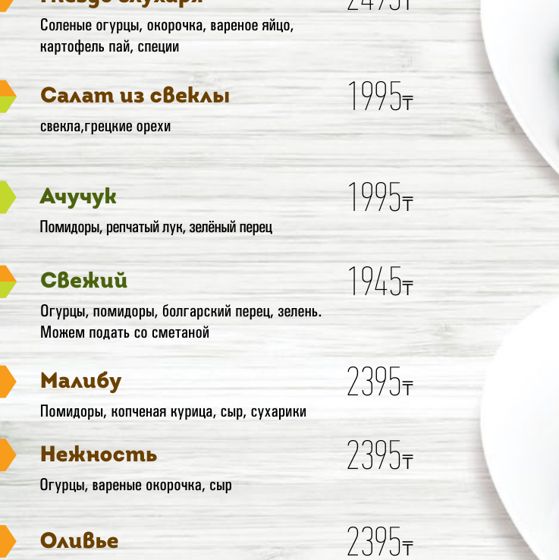 Соленые огурцы, окорочка, вареное яйцо,
картофель пай, специи
Салат из свеклы 1995₸
свекла,грецкие орехи
Ачучук 1995₸
Помидоры, репчатый лук, зелёный перец
Свежий 1945₸
Огурцы, помидоры, болгарский перец, зелень.
Можем подать со сметаной
Малибу 2395₸
Помидоры, копченая курица, сыр, сухарики
Нежность 2395₸
Огурцы, вареные окорочка, сыр
Оливье 2395₸